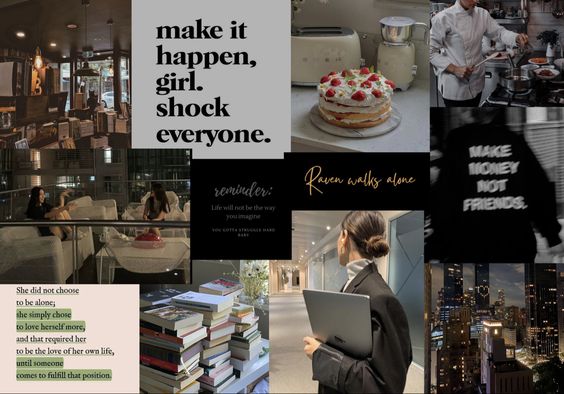 make it
happen,
girl.
shock
everyone.
Raven walks alone
MAKE
MONEY
NOT
FRIENDS.
reminder:
Life will not be the way
you imagine
YOU GOTTA STRUGGLE HARD
BABY
She did not choose
to be alone;
she simply chose
to love herself more,
and that required her
to be the love of her own life,
until someone
comes to fulfill that position.